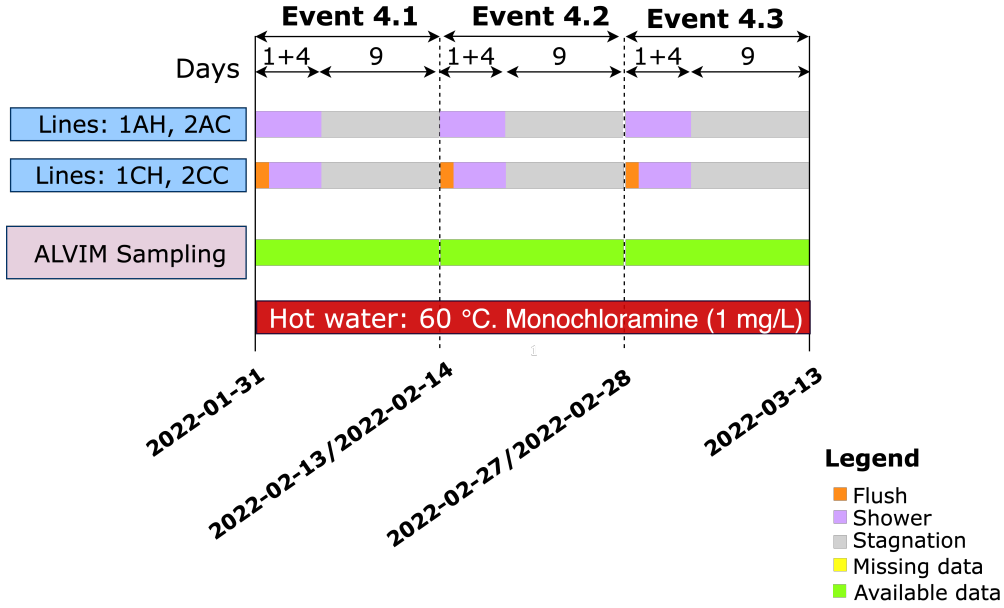 Event 4.1 Event 4.2 Event 4.3
Days 1+4 9 1+4 9 1+4 9
Lines: 1AH, 2AC
Lines: 1CH, 2CC
ALVIM Sampling
Hot water: 60 °C. Monochloramine (1 mg/L)
1
2022-01-31
2022-02-13/2022-02-14
2022-02-27/2022-02-28
2022-03-13
Legend
Flush
Shower
Stagnation
Missing data
Available data